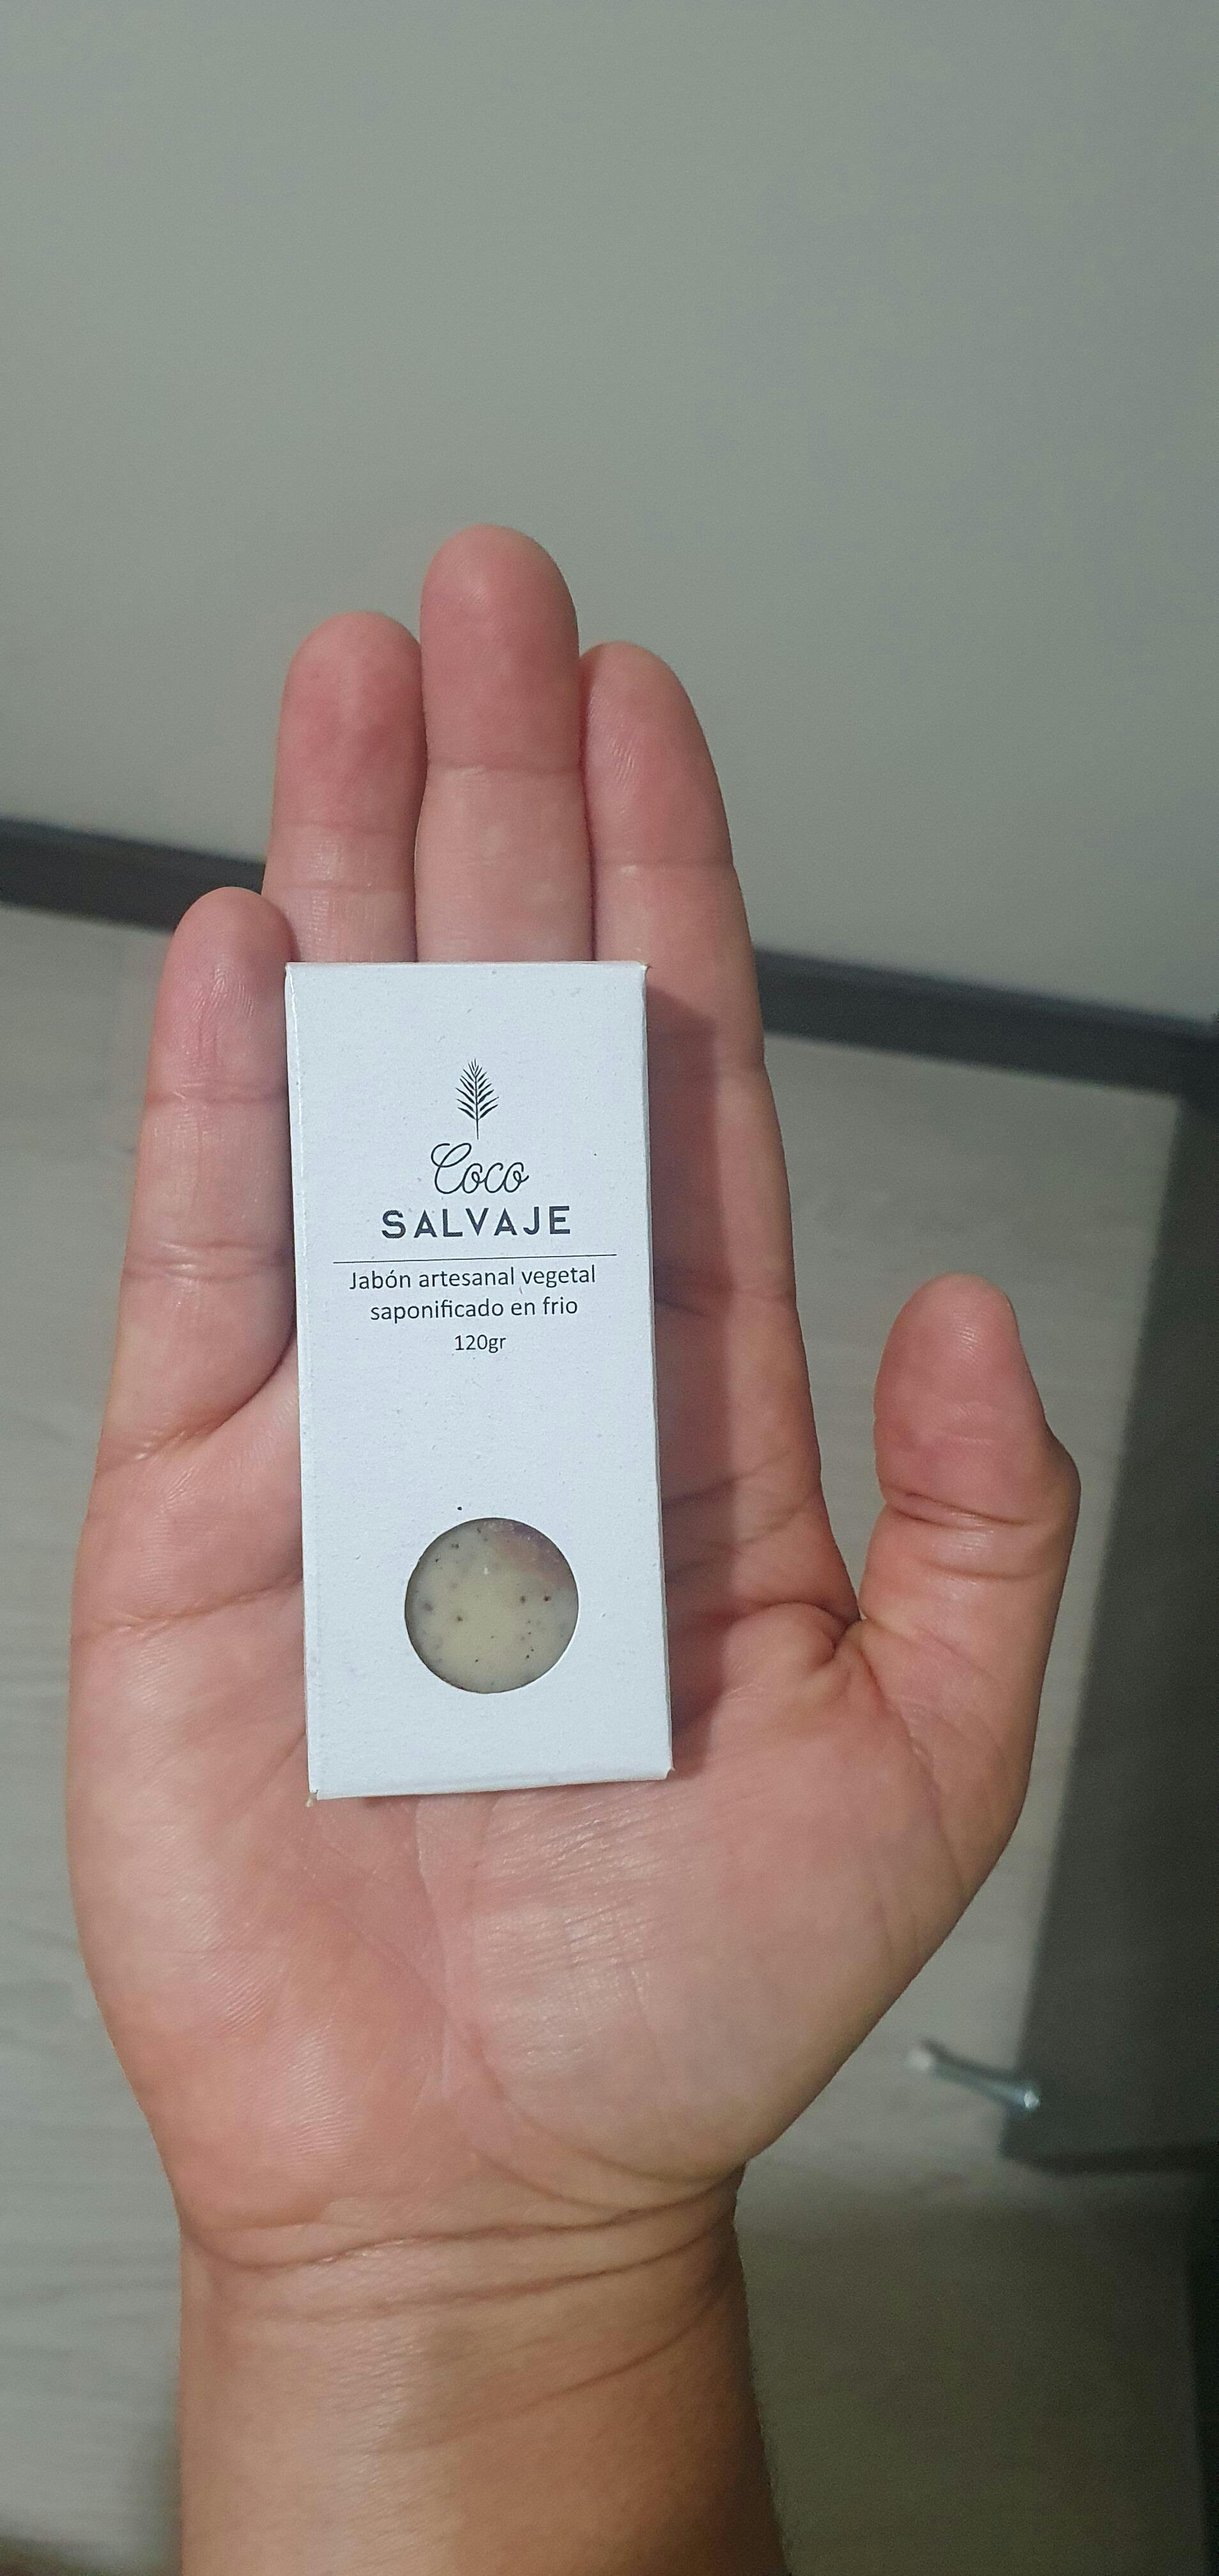 Coco
SALVAJE
Jabón artesanal vegetal
saponificado en frio
120gr